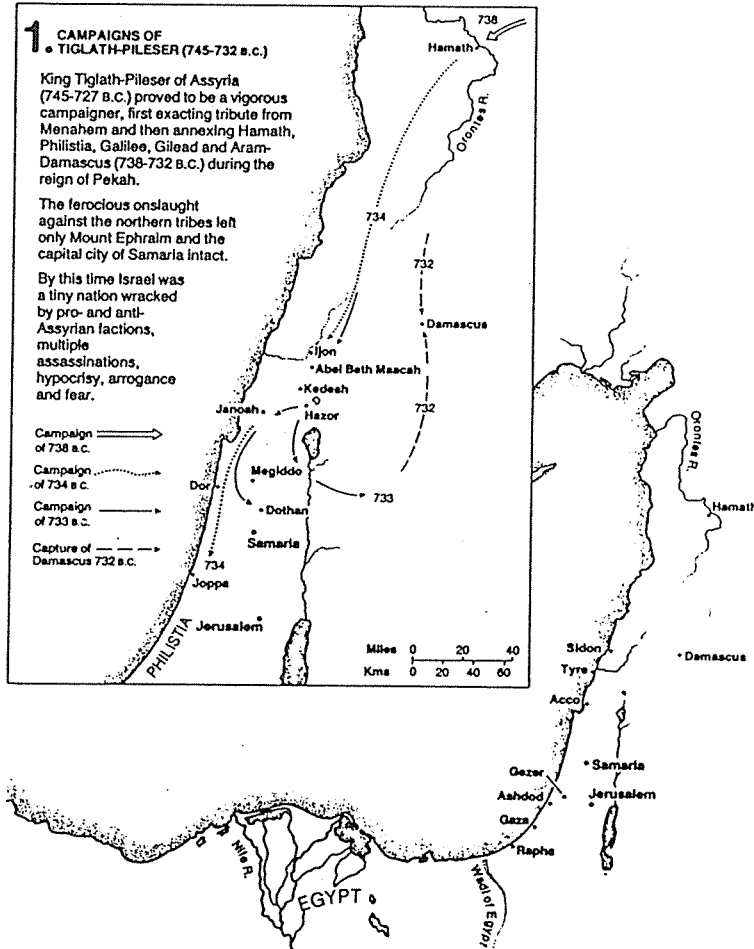 1. CAMPAIGNS OF
TIGLATH-PILESER (745-732 B.C.)
King Tiglath-Pileser of Assyria
(745-727 B.C.) proved to be a vigorous
campaigner, first exacting tribute from
Menahem and then annexing Hamath,
Philistia, Galilee, Gilead and Aram-
Damascus (738-732 B.C.) during the
reign of Pekah.
The ferocious onslaught
against the northern tribes left
only Mount Ephraim and the
capital city of Samaria intact.
By this time Israel was
a tiny nation wracked
by pro- and anti-
Assyrian factions,
multiple
assassinations,
hypocrisy, arrogance
and fear.
Campaign
of 738 B.C.
Campaign
of 734 B.C.
Campaign
of 733 B.C.
Capture of
Damascus 732 B.C.
738
Hamath
Orontes R.
734
732
Damascus
Ijon
Abel Beth Maacah
Kedesh
Hazor
Janoah
732
Megiddo
Dor
733
Dothan
Samaria
734
Joppa
Jerusalem
PHILISTIA
Miles 0 20 40
Kms 0 20 40 60
Orontes R.
Hamath
Sidon
Damascus
Tyre
Acco
Samaria
Gezer
Ashdod
Jerusalem
Gaza
Raphe
Nile R.
EGYPT
Wadi of Egypt